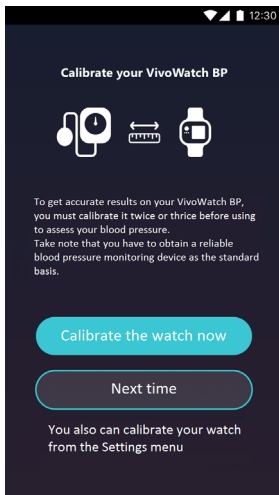 12:30
Calibrate your VivoWatch BP
To get accurate results on your VivoWatch BP,
you must calibrate it twice or thrice before using
to assess your blood pressure.
Take note that you have to obtain a reliable
blood pressure monitoring device as the standard
basis.
Calibrate the watch now
Next time
You also can calibrate your watch
from the Settings menu